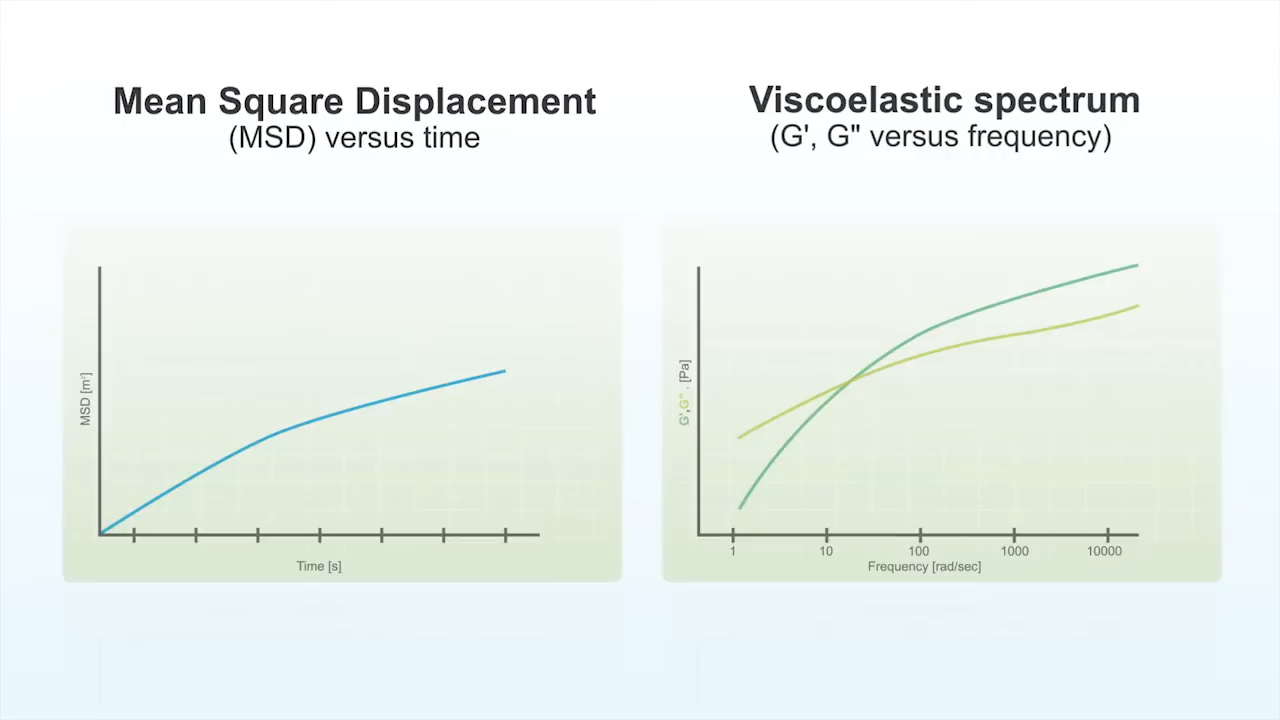 Mean Square Displacement
(MSD) versus time
Viscoelastic spectrum
(G', G" versus frequency)
MSD [m²]
Time [s]
G',G" . [Pa]
1 10 100 1000 10000
Frequency [rad/sec]